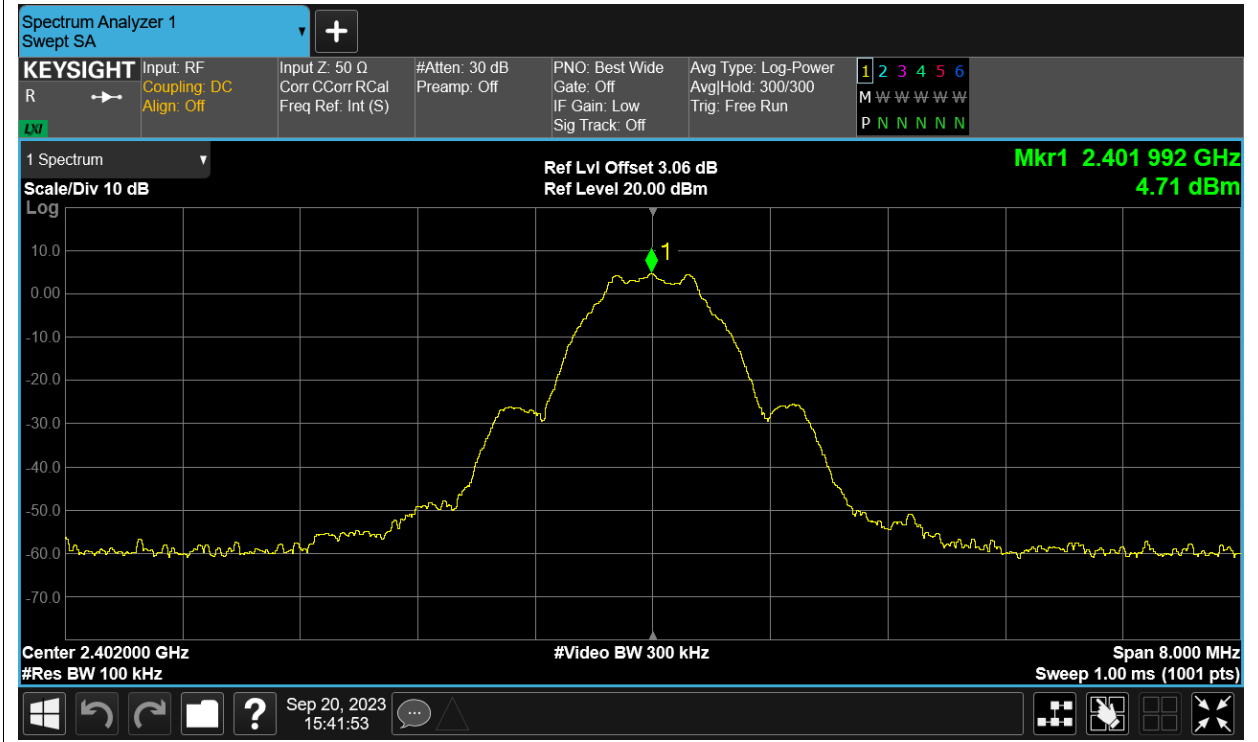 Spectrum Analyzer 1
Swept SA
KEYSIGHT
R
LXI
Input: RF
Coupling: DC
Align: Off
Input Z: 50 Ω
Corr CCorr RCal
Freq Ref: Int (S)
#Atten: 30 dB
Preamp: Off
PNO: Best Wide
Gate: Off
IF Gain: Low
Sig Track: Off
Avg Type: Log-Power
Avg|Hold: 300/300
Trig: Free Run
1 2 3 4 5 6
M W W W W W
P N N N N N
1 Spectrum
Scale/Div 10 dB
Log
Ref Lvl Offset 3.06 dB
Ref Level 20.00 dBm
Mkr1 2.401 992 GHz
4.71 dBm
1
10.0
0.00
-10.0
-20.0
-30.0
-40.0
-50.0
-60.0
-70.0
Center 2.402000 GHz
#Res BW 100 kHz
#Video BW 300 kHz
Span 8.000 MHz
Sweep 1.00 ms (1001 pts)
?
Sep 20, 2023
15:41:53